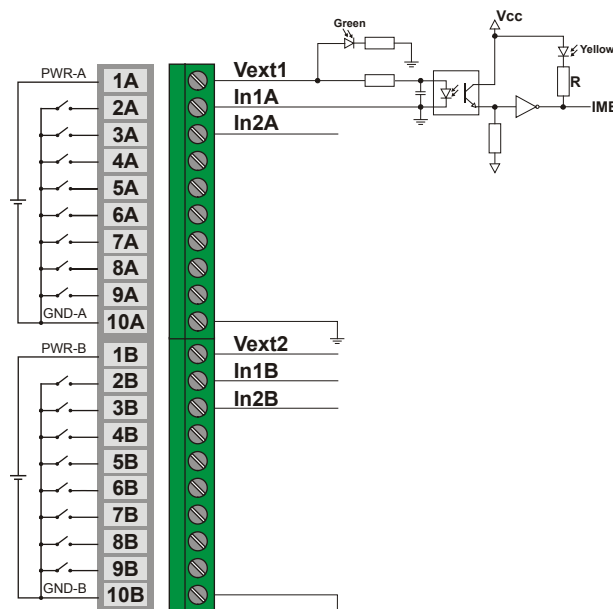 Green
Vcc
Yellow
R
IME
PWR-A
1A
Vext1
2A
In1A
3A
In2A
4A
5A
6A
7A
8A
9A
GND-A
10A
PWR-B
1B
Vext2
2B
In1B
3B
In2B
4B
5B
6B
7B
8B
9B
GND-B
10B